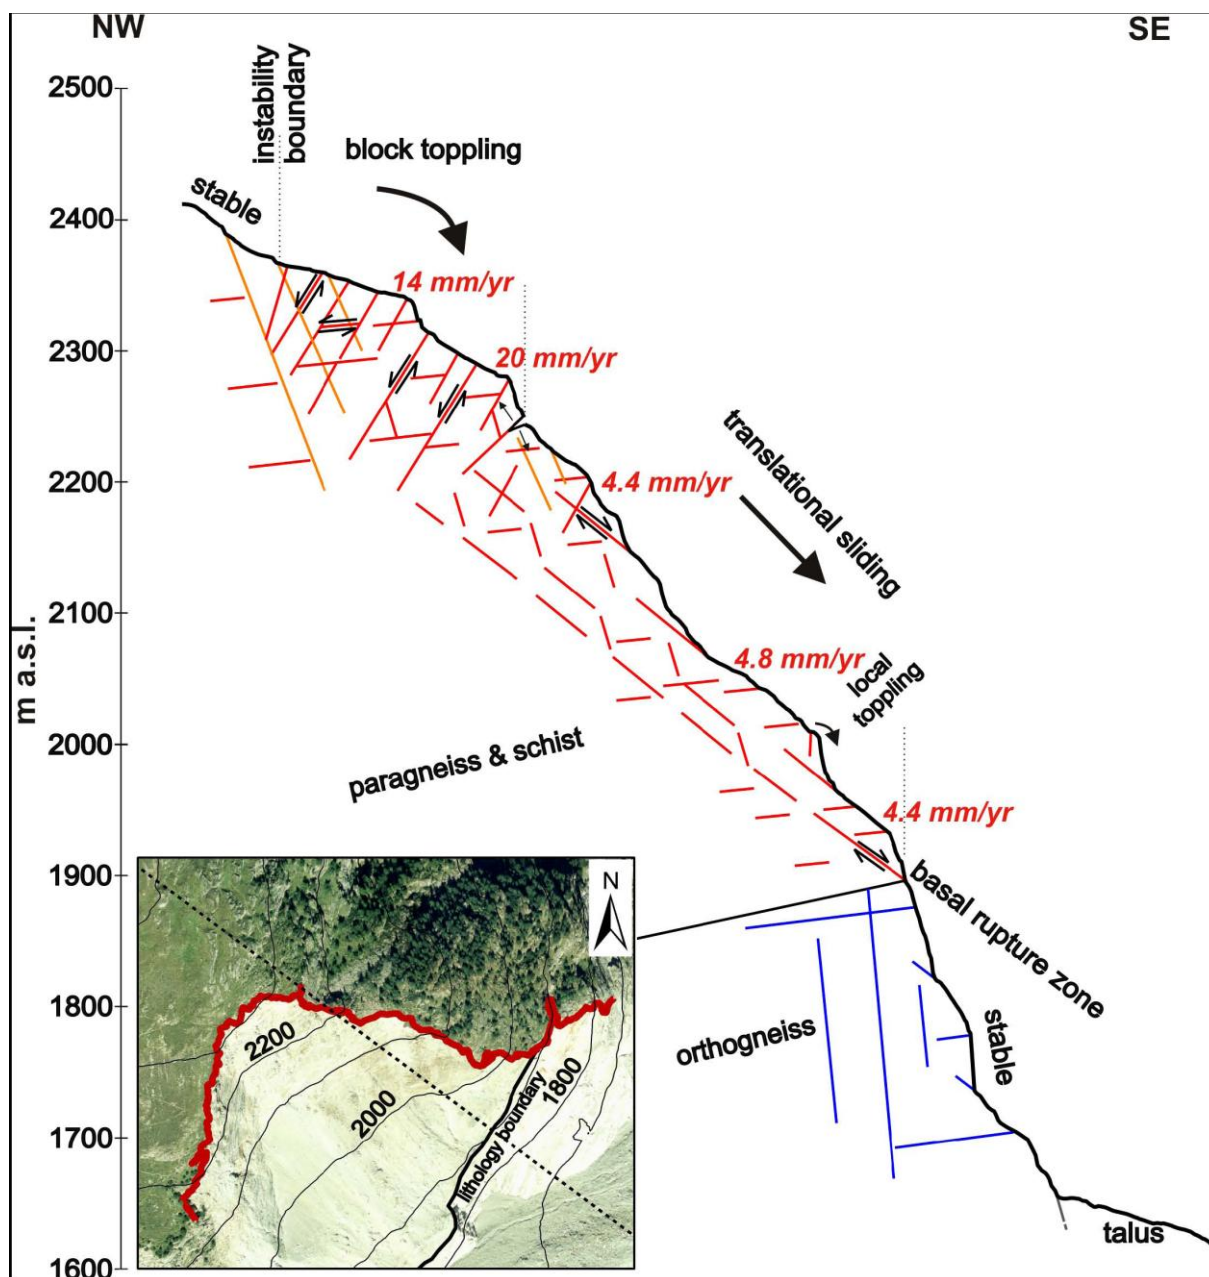 NW
SE
instability
boundary
2500
block toppling
stable
2400
14 mm/yr
2300
20 mm/yr
translational sliding
2200
4.4 mm/yr
2100
m a.s.l.
4.8 mm/yr
local
toppling
2000
paragneiss & schist
4.4 mm/yr
1900
basal rupture zone
N
1800
orthogneiss
stable
2200
2000
1800
lithology boundary
1700
talus
1600